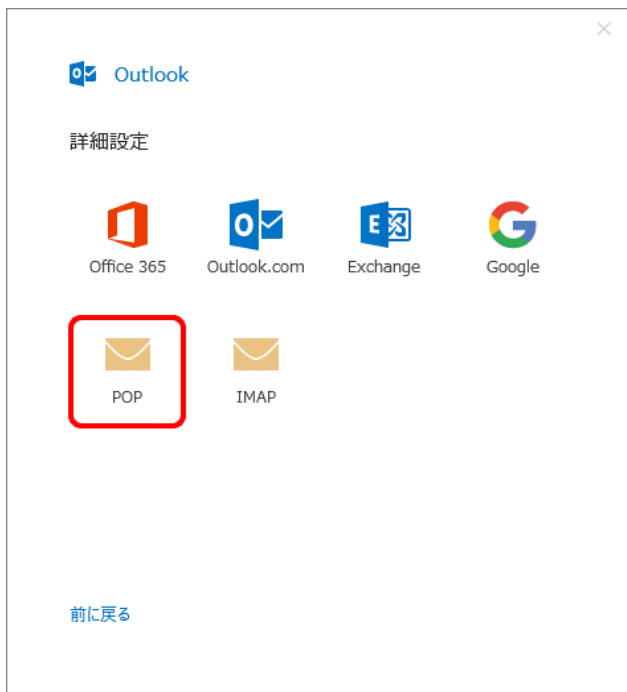 Outlook
詳細設定
Office 365
Outlook.com
Exchange
Google
POP
IMAP
前に戻る